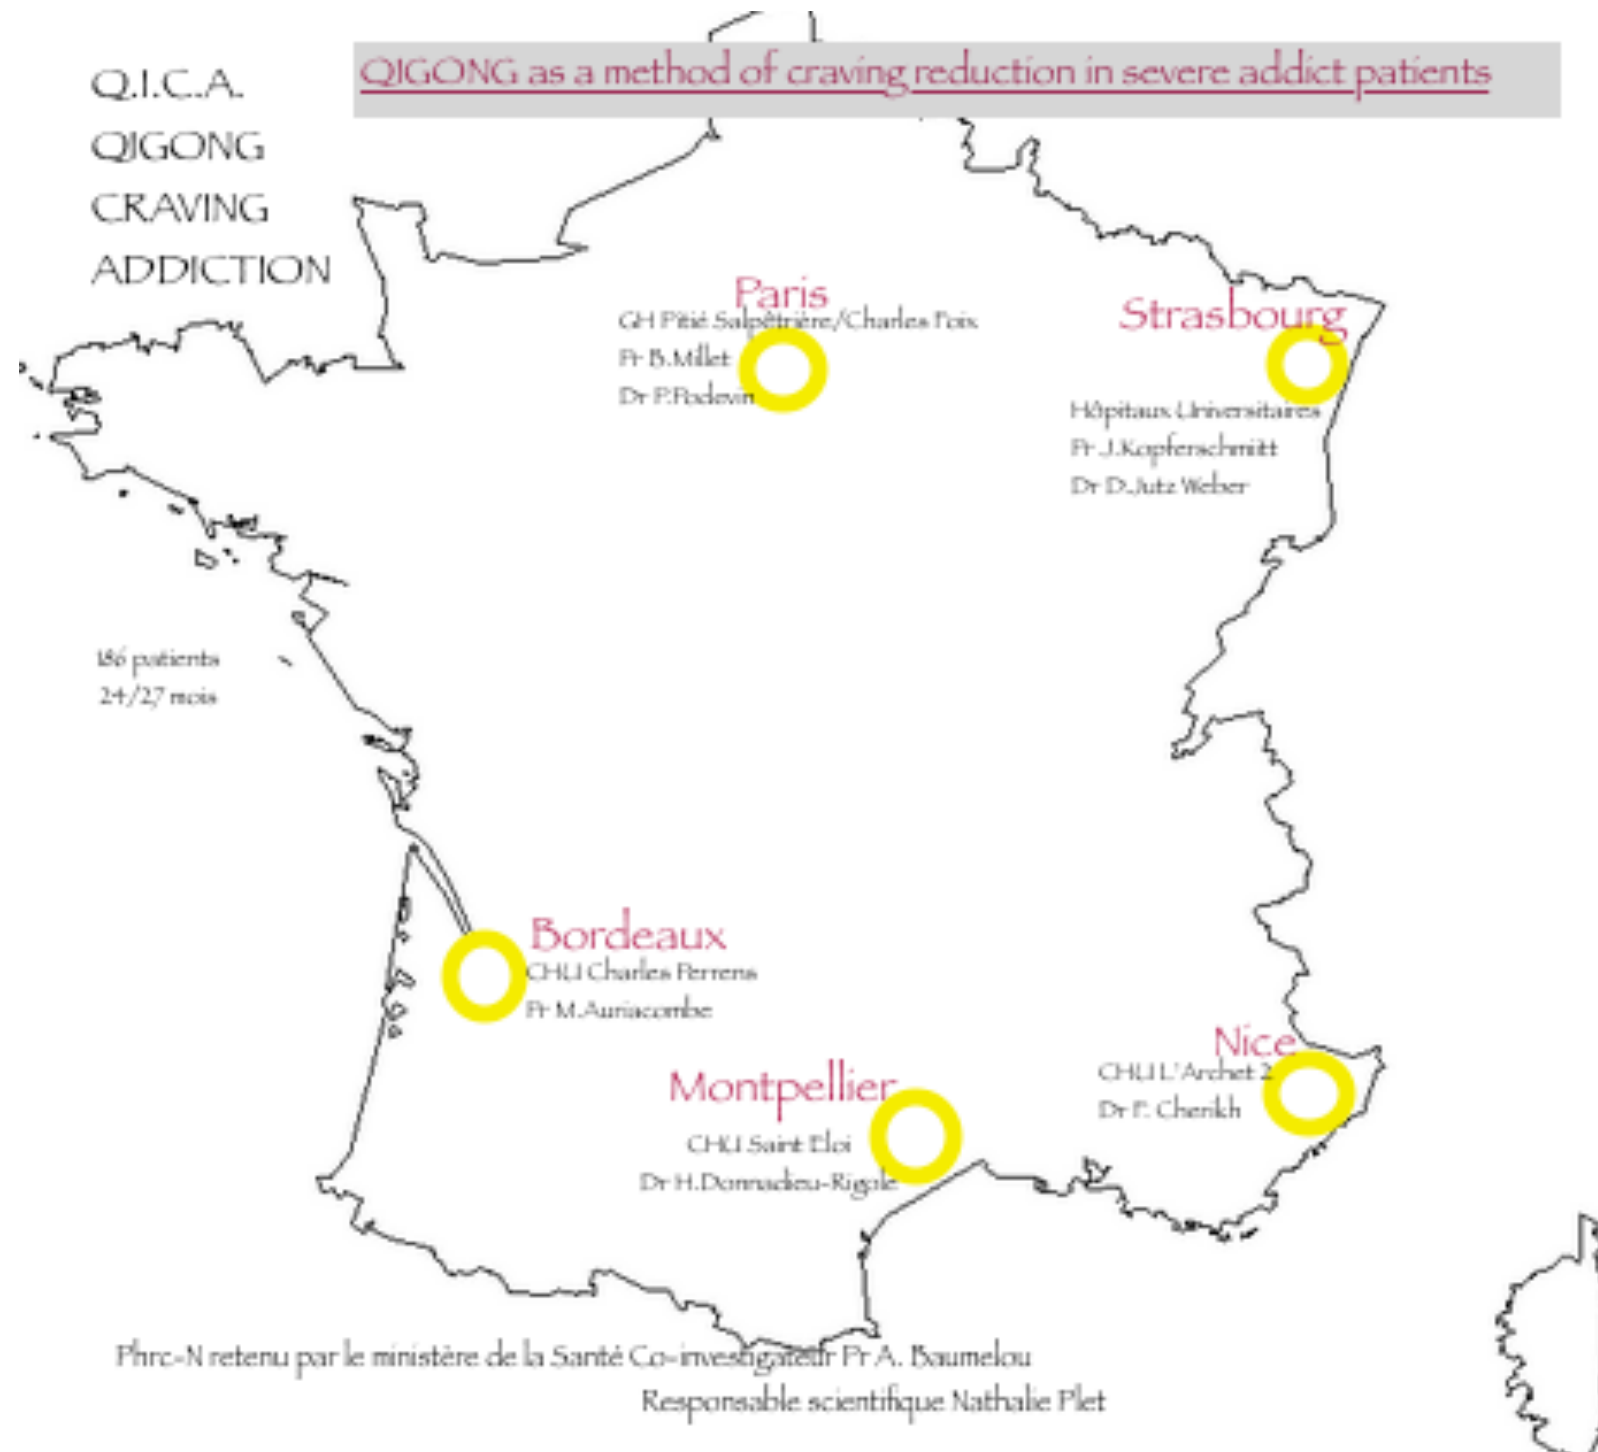 Q.I.C.A.
QIGONG
CRAVING
ADDICTION
QIGONG as a method of craving reduction in severe addict patients
Paris
GH Pitié Salpêtrière/Charles Foix
Pr B.Millet
Dr P.Podevin
Strasbourg
Hôpitaux Universitaires
Pr J.Kopferschmitt
Dr D.Jutz Weber
186 patients
24/27 mois
Bordeaux
CHU Charles Perrens
Pr M.Auriacombe
Montpellier
CHU Saint Eloi
Dr H.Donnadieu-Rigole
Nice
CHU L'Archet 2
Dr F. Cherikh
Phrc-N retenu par le ministère de la Santé Co-investigateur Pr A. Baumelou
Responsable scientifique Nathalie Plet